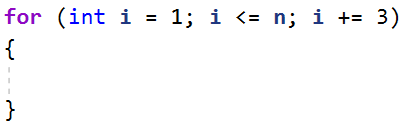 for (int i = 1; i <= n; i += 3)
{
}